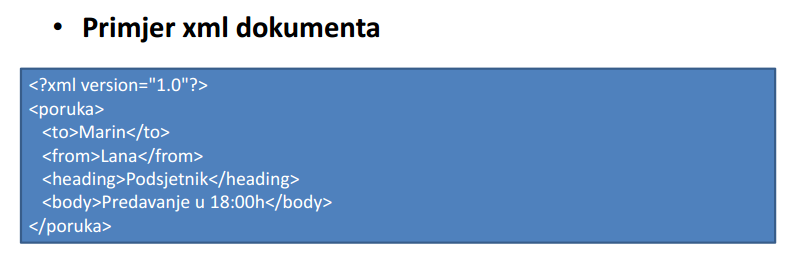 • Primjer xml dokumenta
<?xml version="1.0"?>
<poruka>
<to>Marin</to>
<from>Lana</from>
<heading>Podsjetnik</heading>
<body>Predavanje u 18:00h</body>
</poruka>